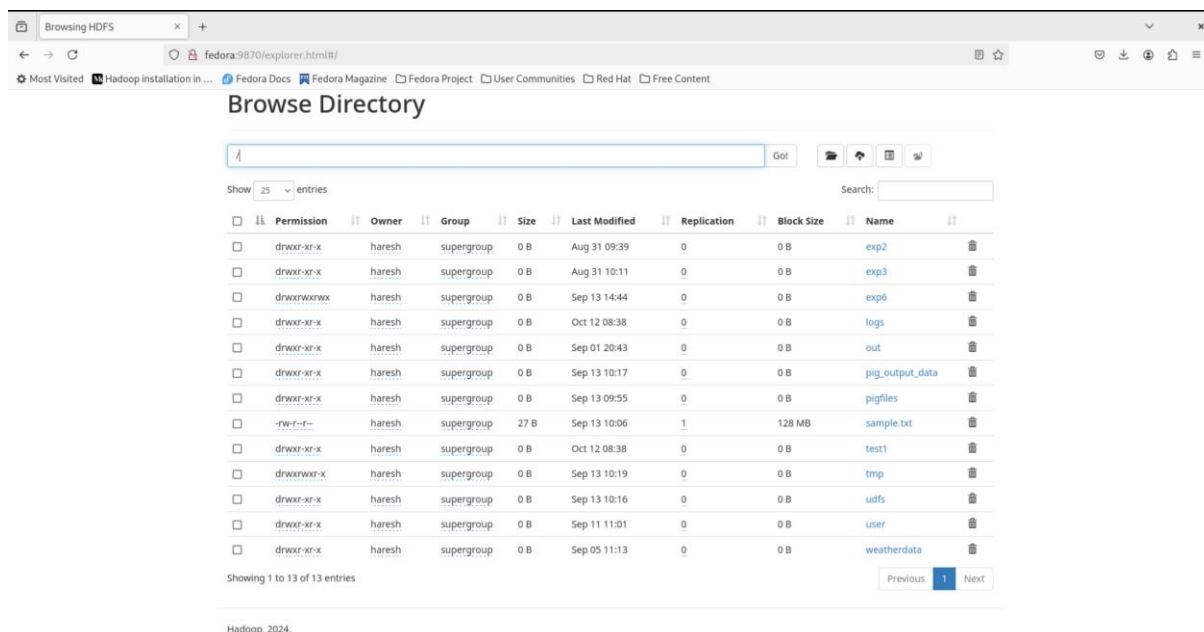 Browsing HDFS
fedora:9870/explorer.html#/
Most Visited Hadoop installation in ... Fedora Docs Fedora Magazine Fedora Project User Communities Red Hat Free Content
Browse Directory
/ Go!
Show 25 entries Search:
Permission Owner Group Size Last Modified Replication Block Size Name
drwxr-xr-x haresh supergroup 0 B Aug 31 09:39 0 0 B exp2
drwxr-xr-x haresh supergroup 0 B Aug 31 10:11 0 0 B exp3
drwxrwxrwx haresh supergroup 0 B Sep 13 14:44 0 0 B exp6
drwxr-xr-x haresh supergroup 0 B Oct 12 08:38 0 0 B logs
drwxr-xr-x haresh supergroup 0 B Sep 01 20:43 0 0 B out
drwxr-xr-x haresh supergroup 0 B Sep 13 10:17 0 0 B pig_output_data
drwxr-xr-x haresh supergroup 0 B Sep 13 09:55 0 0 B pigfiles
-rw-r--r-- haresh supergroup 27 B Sep 13 10:06 1 128 MB sample.txt
drwxr-xr-x haresh supergroup 0 B Oct 12 08:38 0 0 B test1
drwxrwxr-x haresh supergroup 0 B Sep 13 10:19 0 0 B tmp
drwxr-xr-x haresh supergroup 0 B Sep 13 10:16 0 0 B udfs
drwxr-xr-x haresh supergroup 0 B Sep 11 11:01 0 0 B user
drwxr-xr-x haresh supergroup 0 B Sep 05 11:13 0 0 B weatherdata
Showing 1 to 13 of 13 entries Previous 1 Next
Hadoop, 2024.